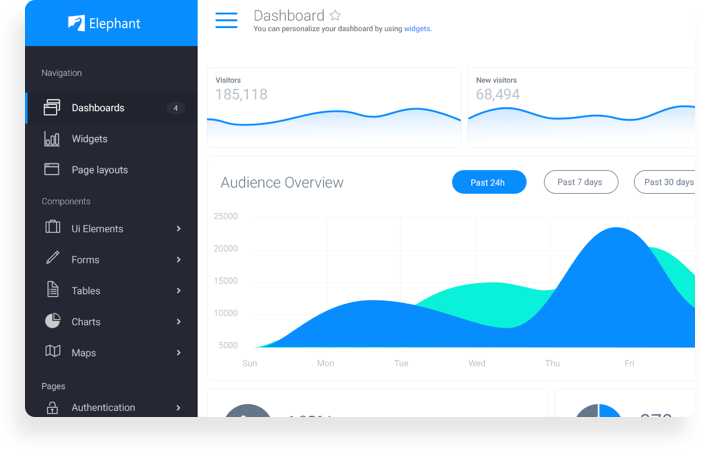 Elephant
Navigation
Dashboards 4
Widgets
Page layouts
Components
Ui Elements
Forms
Tables
Charts
Maps
Pages
Authentication
Dashboard
You can personalize your dashboard by using widgets.
Visitors
185,118
New visitors
68,494
Audience Overview
Past 24h
Past 7 days
Past 30 days
25000
20000
15000
10000
5000
Sun Mon Tue Wed Thu Fri